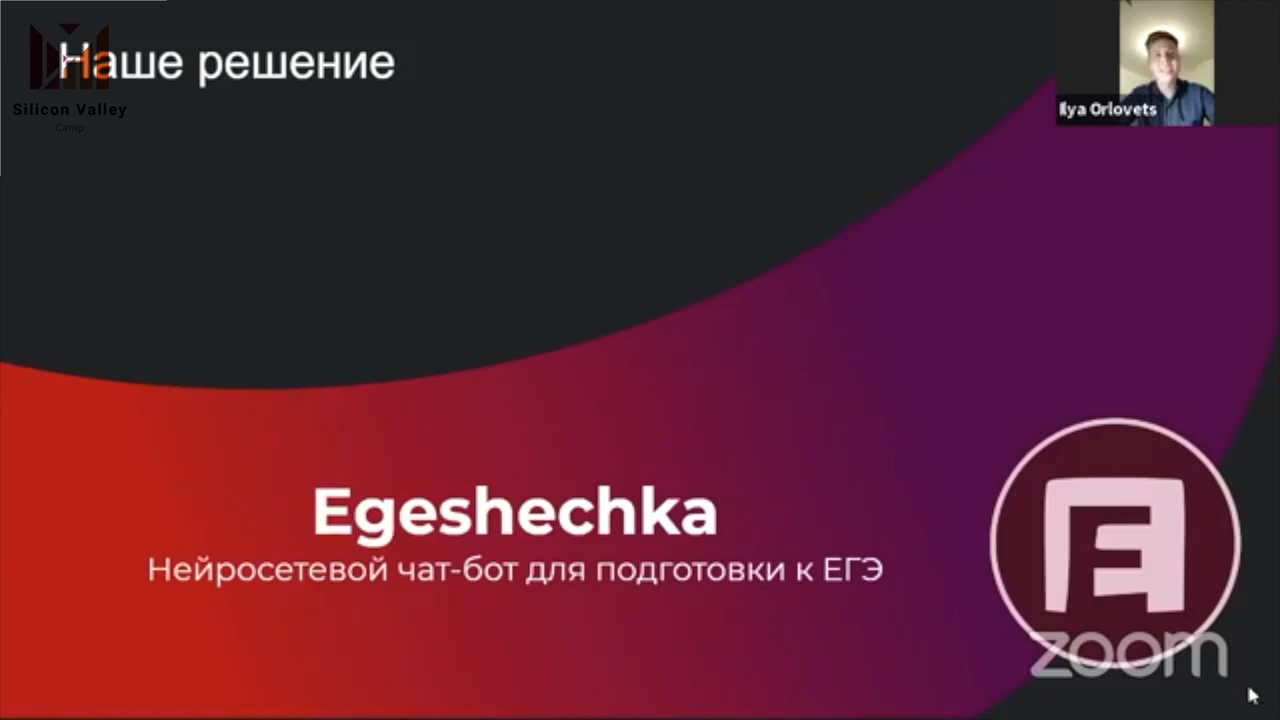 Наше решение
Silicon Valley
Camp
Ilya Orlovets
Egeshechka
Нейросетевой чат-бот для подготовки к ЕГЭ
zoom